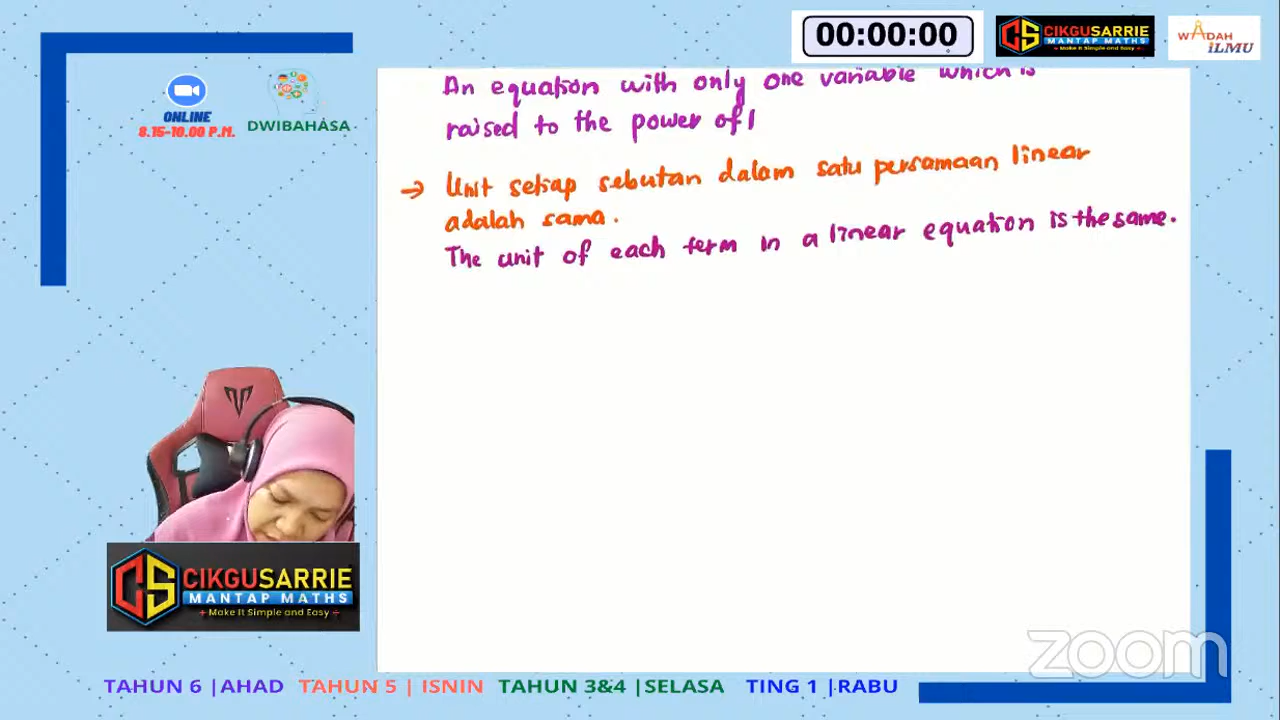 00:00:00
CS CIKGUSARRIE
MANTAP MATHS
Make It Simple and Easy
WADAH
iLMU
ONLINE
8.15-10.00 P.M.
DWIBAHASA
An equation with only one variable which is
raised to the power of 1
→ Unit setiap sebutan dalam satu persamaan linear
adalah sama.
The unit of each term in a linear equation is the same.
CS CIKGUSARRIE
MANTAP MATHS
+ Make It Simple and Easy +
zoom
TAHUN 6 |AHAD TAHUN 5 | ISNIN TAHUN 3&4 |SELASA TING 1 |RABU